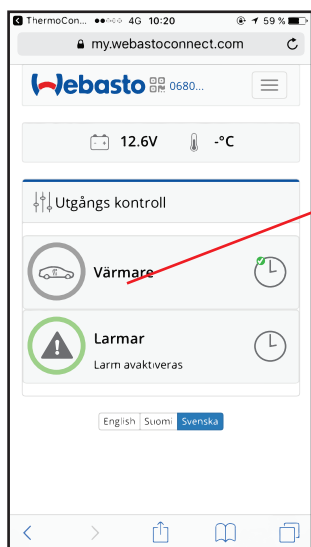 ThermoCon... 4G 10:20 59 %
my.webastoconnect.com
Webasto 0680...
12.6V -°C
Utgångs kontroll
Värmare
Larmar
Larm avaktiveras
English Suomi Svenska